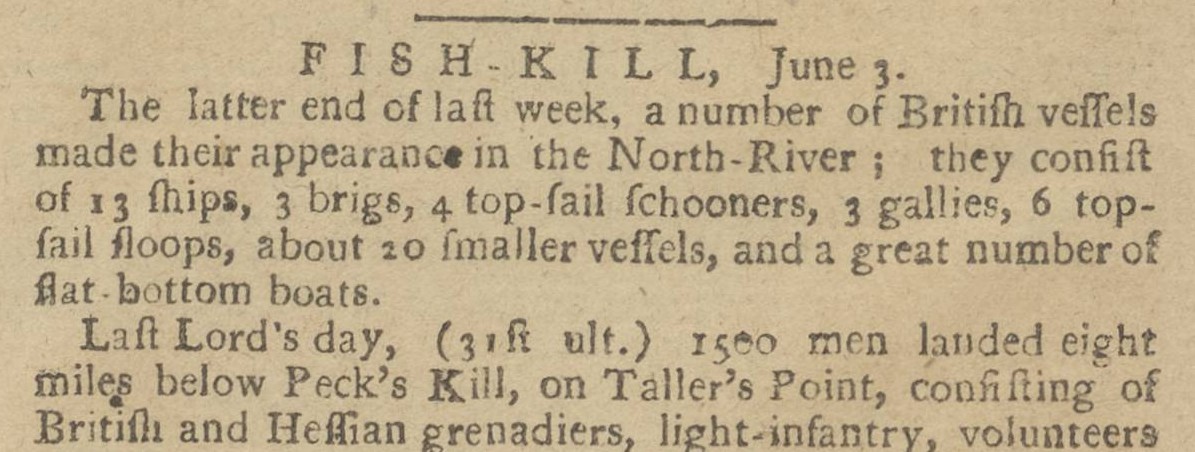 FISH-KILL, June 3.
The latter end of laſt week, a number of Britiſh veſſels
made their appearance in the North-River; they conſiſt
of 13 ſhips, 3 brigs, 4 top-ſail ſchooners, 3 gallies, 6 top-
ſail ſloops, about 20 ſmaller veſſels, and a great number of
flat-bottom boats.
Laſt Lord's day, (31ſt ult.) 1500 men landed eight
miles below Peck's Kill, on Taller's Point, conſiſting of
Britiſh and Heſſian grenadiers, light-infantry, volunteers